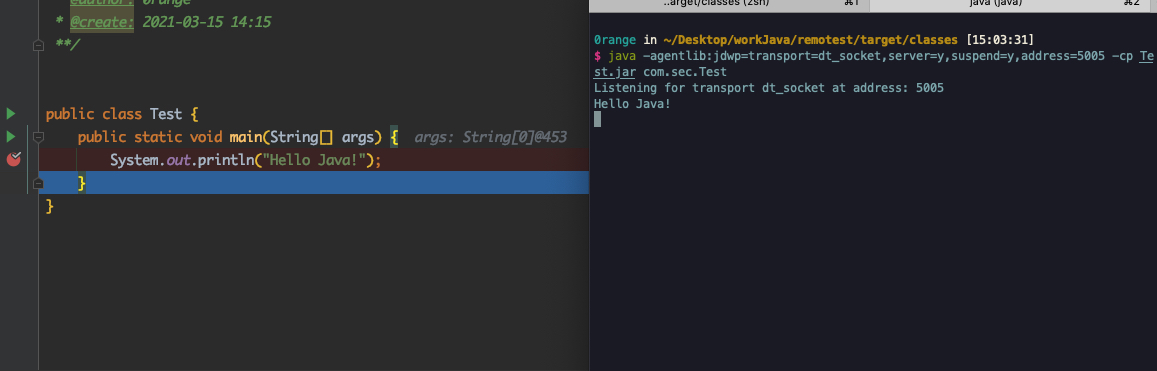 @author: 0range
* @create: 2021-03-15 14:15
**/
public class Test {
public static void main(String[] args) { args: String[0]@453
System.out.println("Hello Java!");
}
}
..arget/classes (zsh) ⌘1 java (java) ⌘2
0range in ~/Desktop/workJava/remotest/target/classes [15:03:31]
$ java -agentlib:jdwp=transport=dt_socket,server=y,suspend=y,address=5005 -cp Te
st.jar com.sec.Test
Listening for transport dt_socket at address: 5005
Hello Java!